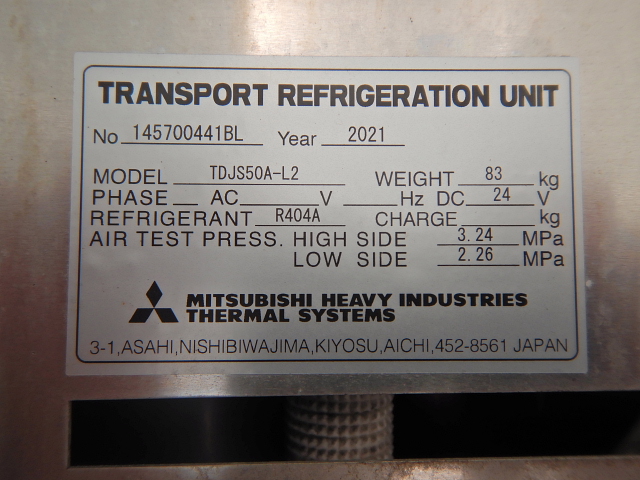 TRANSPORT REFRIGERATION UNIT
No 145700441BL Year 2021
MODEL TDJS50A-L2 WEIGHT 83 kg
PHASE AC V Hz DC 24 V
REFRIGERANT R404A CHARGE kg
AIR TEST PRESS. HIGH SIDE 3.24 MPa
LOW SIDE 2.26 MPa
MITSUBISHI HEAVY INDUSTRIES
THERMAL SYSTEMS
3-1,ASAHI,NISHIBIWAJIMA,KIYOSU,AICHI,452-8561 JAPAN